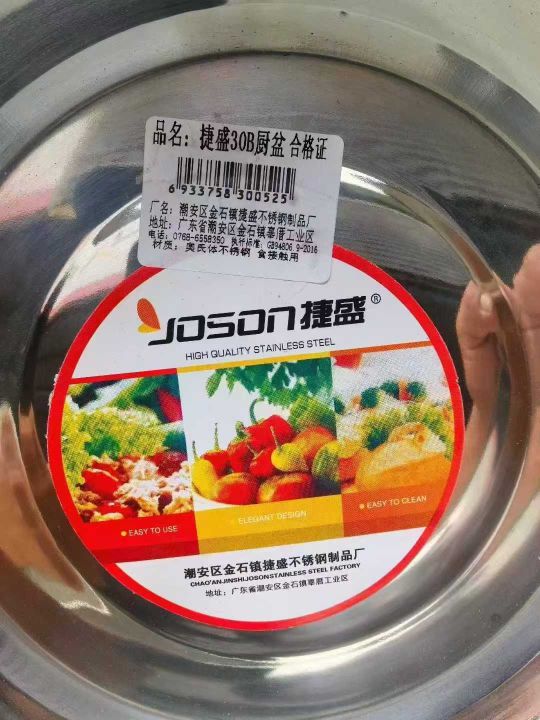 品名：捷盛30B厨盆 合格证
6 933758 300525
厂名：潮安区金石镇捷盛不锈钢制品厂
地址：广东省潮安区金石镇辜厝工业区
电话：0768-6558350 执行标准：GB94806 9-2016
材质：奥氏体不锈钢 食接触用
JOSON捷盛®
HIGH QUALITY STAINLESS STEEL
EASY TO USE
ELEGANT DESIGN
EASY TO CLEAN
潮安区金石镇捷盛不锈钢制品厂
CHAO'ANJINSHIJOSONSTAINLESS STEEL FACTORY
地址：广东省潮安区金石镇辜厝工业区